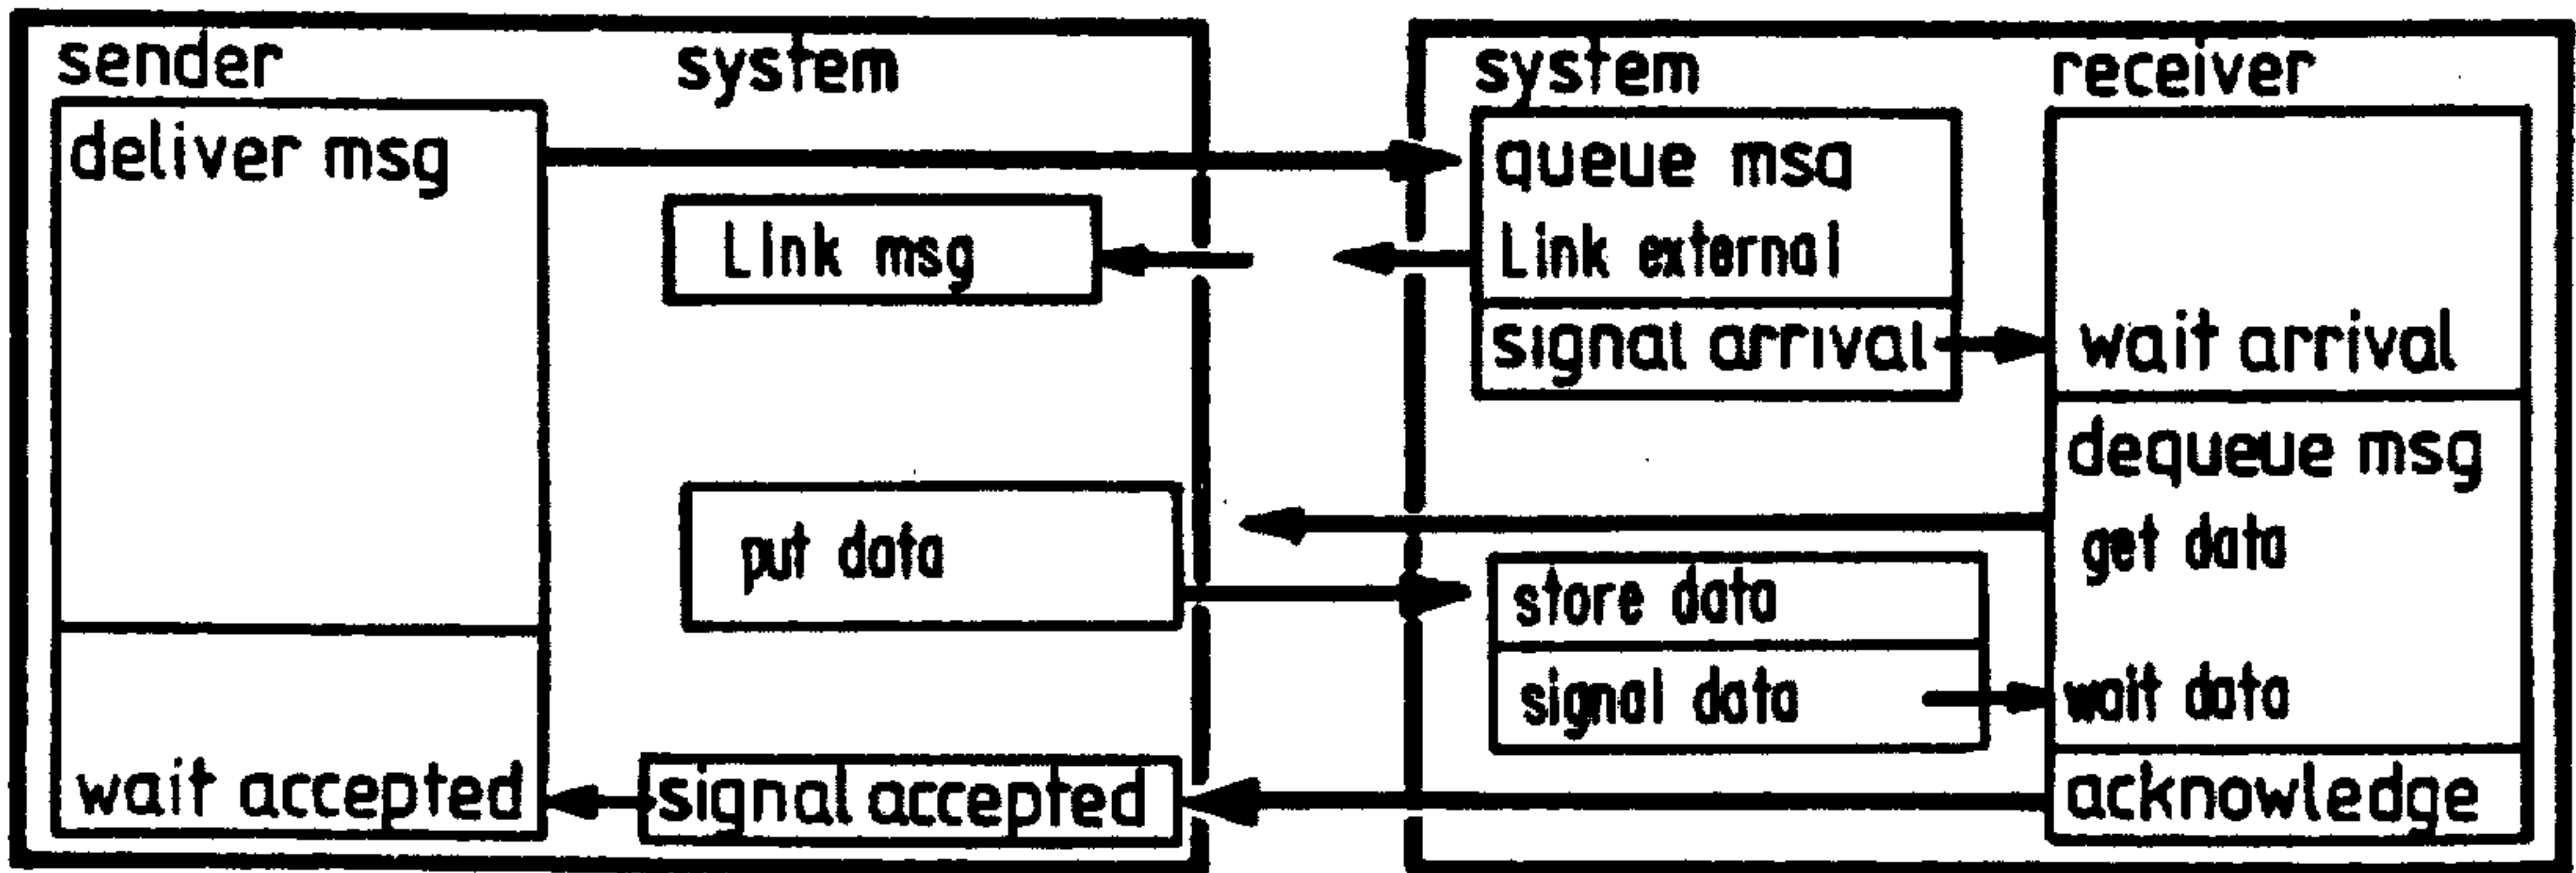 sender
system
deliver msg
Link msg
put data
wait accepted
signal accepted
system
receiver
queue msq
Link external
signal arrival
wait arrival
dequeue msg
get data
store data
signal data
wait data
acknowledge